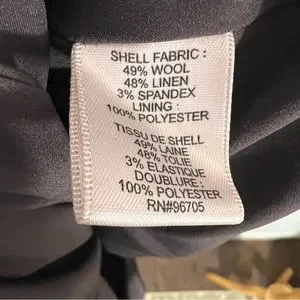 SHELL FABRIC :
49% WOOL
48% LINEN
3% SPANDEX
LINING :
100% POLYESTER
TISSU DE SHELL
49% LAINE
48% TOLIE
3% ELASTIQUE
DOUBLURE :
100% POLYESTER
RN#96705